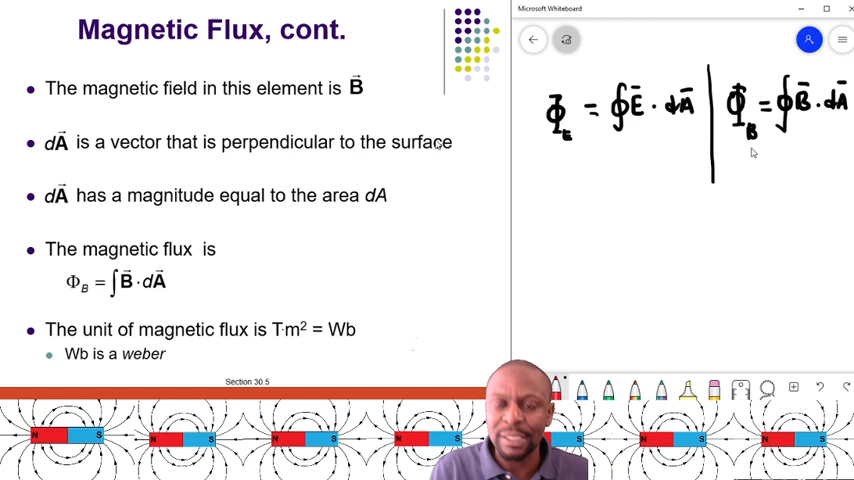 Magnetic Flux, cont.
• The magnetic field in this element is B⃗
• dA⃗ is a vector that is perpendicular to the surface
• dA⃗ has a magnitude equal to the area dA
• The magnetic flux is
Φ_B = ∫B⃗ · dA⃗
• The unit of magnetic flux is T·m² = Wb
• Wb is a weber
Section 30.5
Microsoft Whiteboard
Φ_E = ∮Ē · dĀ
Φ_B = ∮B̄ · dĀ
N S N S N S N S S N S N S